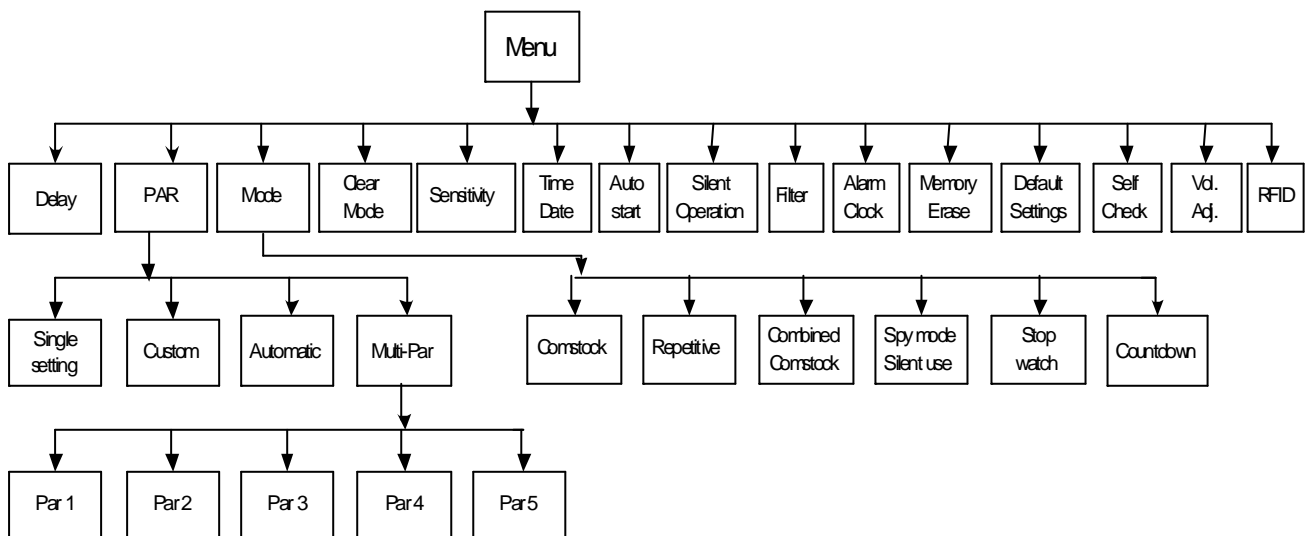 Menu
Delay
PAR
Mode
Clear
Mode
Sensitivity
Time
Date
Auto
start
Silent
Operation
Filter
Alarm
Clock
Memory
Erase
Default
Settings
Self
Check
Vol.
Adj.
RFID
Single
setting
Custom
Automatic
Multi-Par
Comstock
Repetitive
Combined
Comstock
Spy mode
Silent use
Stop
watch
Countdown
Par 1
Par 2
Par 3
Par 4
Par 5